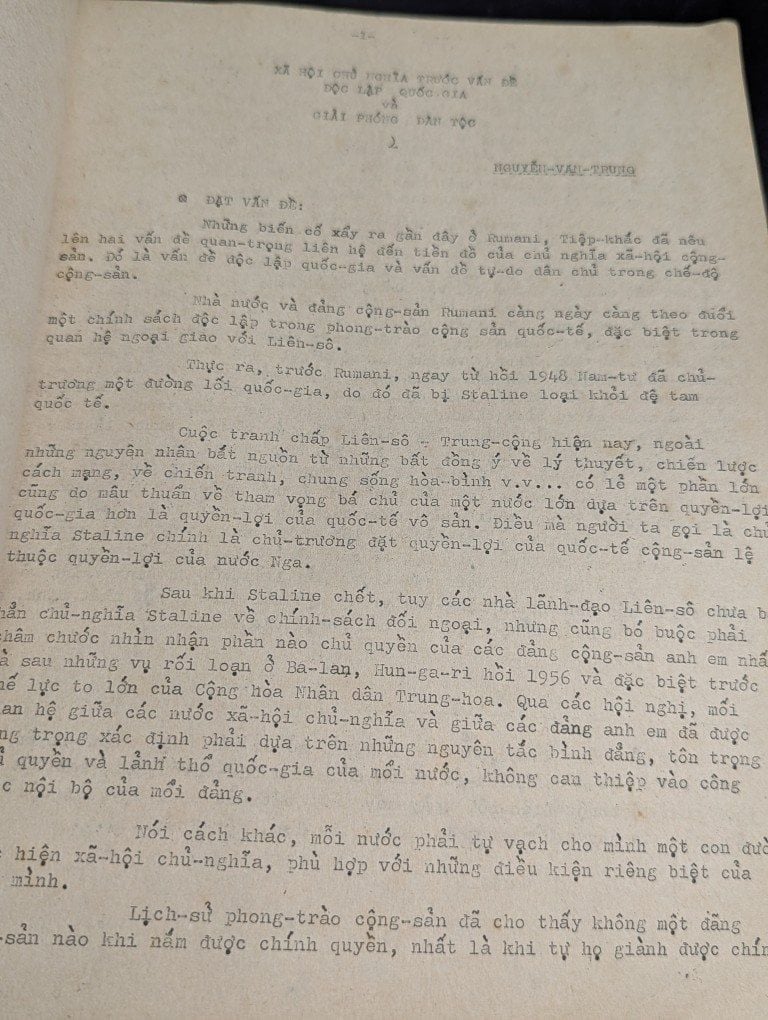 -1-
XÃ HỘI CHỦ NGHĨA TRƯỚC VẤN ĐỀ
ĐỘC LẬP QUỐC-GIA
VÀ
GIẢI PHÓNG DÂN TỘC
NGUYỄN-VĂN-TRUNG
@ ĐẶT VẤN ĐỀ:
Những biến cố xẩy ra gần đây ở Rumani, Tiệp-khắc đã nêu
lên hai vấn đề quan-trọng liên hệ đến tiền đồ của chủ nghĩa xã-hội cộng-
sản. Đó là vấn đề độc lập quốc-gia và vấn đồ tự-do dân chủ trong chế-độ
cộng-sản.
Nhà nước và đảng cộng-sản Rumani càng ngày càng theo đuổi
một chính sách độc lập trong phong-trào cộng sản quốc-tế, đặc biệt trong
quan hệ ngoại giao với Liên-sô.
Thực ra, trước Rumani, ngay từ hồi 1948 Nam-tư đã chủ-
trương một đường lối quốc-gia, do đó đã bị Staline loại khỏi đệ tam
quốc tế.
Cuộc tranh chấp Liên-sô - Trung-cộng hiện nay, ngoài
những nguyện nhân bắt nguồn từ những bất đồng ý về lý thuyết, chiến lược
cách mạng, về chiến tranh, chung sống hòa-bình v.v... có lẽ một phần lớn
cũng do mâu thuẩn về tham vọng bá chủ của một nước lớn dựa trên quyền-lợi
quốc-gia hơn là quyền-lợi của quốc-tế vô sản. Điều mà người ta gọi là chủ
nghĩa Staline chính là chủ-trương đặt quyền-lợi của quốc-tế cộng-sản lệ
thuộc quyền-lợi của nước Nga.
Sau khi Staline chết, tuy các nhà lãnh-đạo Liên-sô chưa b
hẳn chủ-nghĩa Staline về chính-sách đối ngoại, nhưng cũng bó buộc phải
châm chước nhìn nhận phần nào chủ quyền của các đảng cộng-sản anh em nhấ
à sau những vụ rối loạn ở Ba-lan, Hun-ga-ri hồi 1956 và đặc biệt trước
hế lực to lớn của Cộng hòa Nhân dân Trung-hoa. Qua các hội nghị, mối
an hệ giữa các nước xã-hội chủ-nghĩa và giữa các đảng anh em đã được
ng trọng xác định phải dựa trên những nguyên tắc bình đẳng, tôn trọng
ủ quyền và lảnh thổ quốc-gia của mổi nước, không can thiệp vào công
c nội bộ của mổi đảng.
Nói cách khác, mỗi nước phải tự vạch cho mình một con đườ
hiện xã-hội chủ-nghĩa, phù hợp với những điều kiện riêng biệt của
mình.
Lịch-sử phong-trào cộng-sản đã cho thấy không một đãng
-sản nào khi nắm được chính quyền, nhất là khi tự họ giành được chín